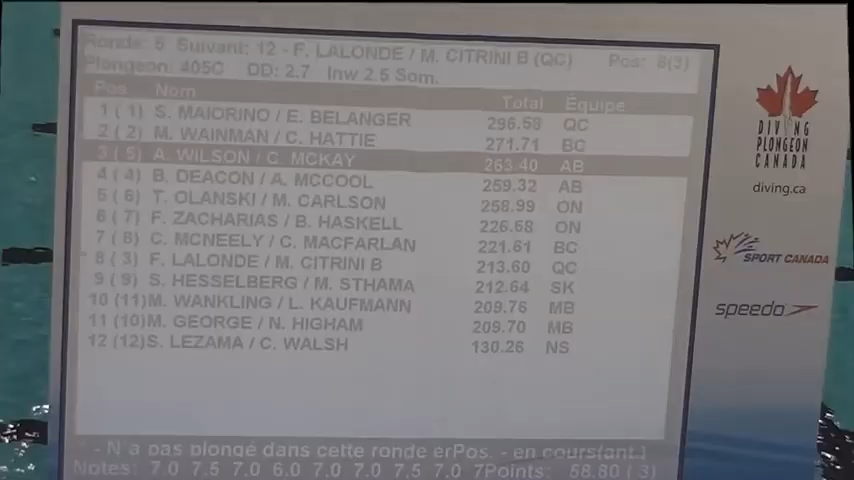 Ronde: 5 Suivant: 12 - F. LALONDE / M. CITRINI B (QC) Pos: 8(3)
Plongeon: 405C DD: 2.7 Inw 2.5 Som.
Pos Nom Total Équipe
1 ( 1) S. MAIORINO / E. BELANGER 296.58 QC
2 (2) M. WAINMAN / C. HATTIE 271.71 BC
3 ( 5) A. WILSON / C. MCKAY 263.40 AB
4 (4) B. DEACON / A. MCCOOL 259.32 AB
5 (6) T. OLANSKI / M. CARLSON 258.99 ON
6 (7) F. ZACHARIAS / B. HASKELL 226.68 ON
7 (8) C. MCNEELY / C. MACFARLAN 221.61 BC
8 (3) F. LALONDE / M. CITRINI B 213.60 QC
9 (9) S. HESSELBERG / M. STHAMA 212.64 SK
10 (11) M. WANKLING / L. KAUFMANN 209.76 MB
11 (10) M. GEORGE / N. HIGHAM 209.70 MB
12 (12) S. LEZAMA / C. WALSH 130.26 NS
* - N'a pas plongé dans cette ronde érPos. - en cours(ant.)
Notes: 7.0 7.5 7.0 6.0 7.0 7.0 7.5 7.0 7Points: 58.80 ( 3)
DIVING
PLONGEON
CANADA
diving.ca
SPORT CANADA
speedo